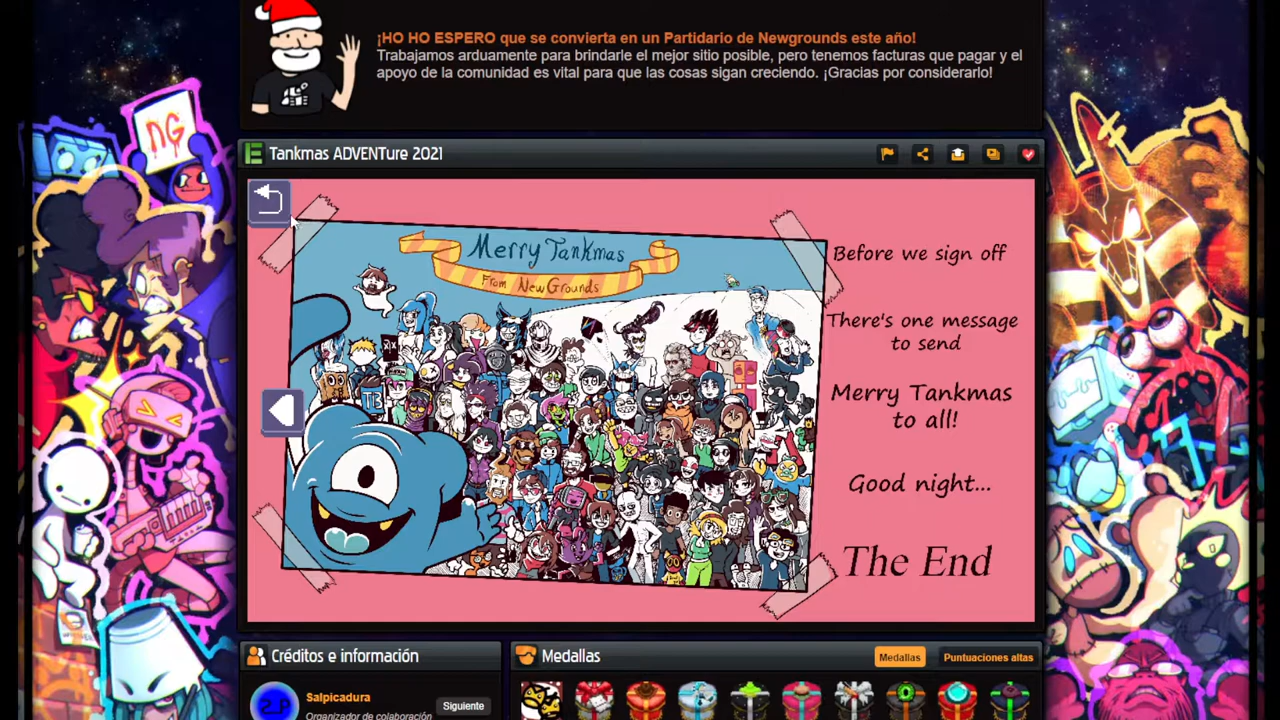 ¡HO HO ESPERO que se convierta en un Partidario de Newgrounds este año!
Trabajamos arduamente para brindarle el mejor sitio posible, pero tenemos facturas que pagar y el
apoyo de la comunidad es vital para que las cosas sigan creciendo. ¡Gracias por considerarlo!
NG
E Tankmas ADVENTure 2021
Merry Tankmas
From NewGrounds
Before we sign off
There's one message
to send
Merry Tankmas
to all!
Good night...
The End
Créditos e información
Medallas
Medallas
Puntuaciones altas
Salpicadura
Organizador de colaboración
Siguiente